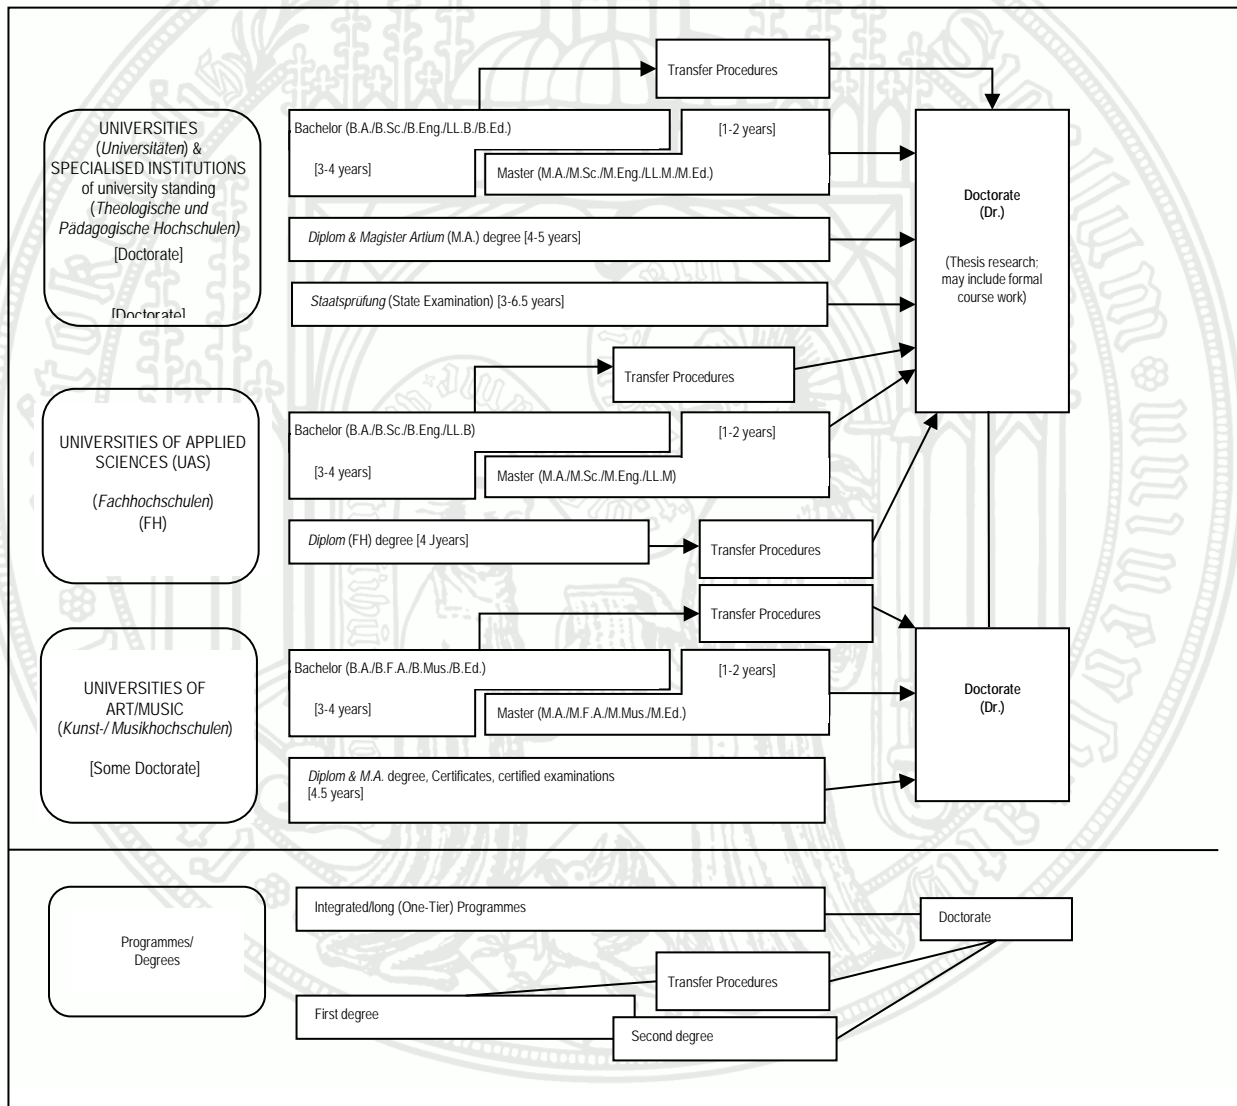 Transfer Procedures
UNIVERSITIES
(Universitäten) &
SPECIALISED INSTITUTIONS
of university standing
(Theologische und
Pädagogische Hochschulen)
[Doctorate]
[Doctorate]
Bachelor (B.A./B.Sc./B.Eng./LL.B./B.Ed.)
[3-4 years]
[1-2 years]
Master (M.A./M.Sc./M.Eng./LL.M./M.Ed.)
Diplom & Magister Artium (M.A.) degree [4-5 years]
Staatsprüfung (State Examination) [3-6.5 years]
Doctorate
(Dr.)
(Thesis research;
may include formal
course work)
Transfer Procedures
UNIVERSITIES OF APPLIED
SCIENCES (UAS)
(Fachhochschulen)
(FH)
Bachelor (B.A./B.Sc./B.Eng./LL.B)
[3-4 years]
[1-2 years]
Master (M.A./M.Sc./M.Eng./LL.M)
Diplom (FH) degree [4 Jyears]
Transfer Procedures
Transfer Procedures
UNIVERSITIES OF
ART/MUSIC
(Kunst-/ Musikhochschulen)
[Some Doctorate]
Bachelor (B.A./B.F.A./B.Mus./B.Ed.)
[3-4 years]
[1-2 years]
Master (M.A./M.F.A./M.Mus./M.Ed.)
Diplom & M.A. degree, Certificates, certified examinations
[4.5 years]
Doctorate
(Dr.)
Programmes/
Degrees
Integrated/long (One-Tier) Programmes
Doctorate
Transfer Procedures
First degree
Second degree